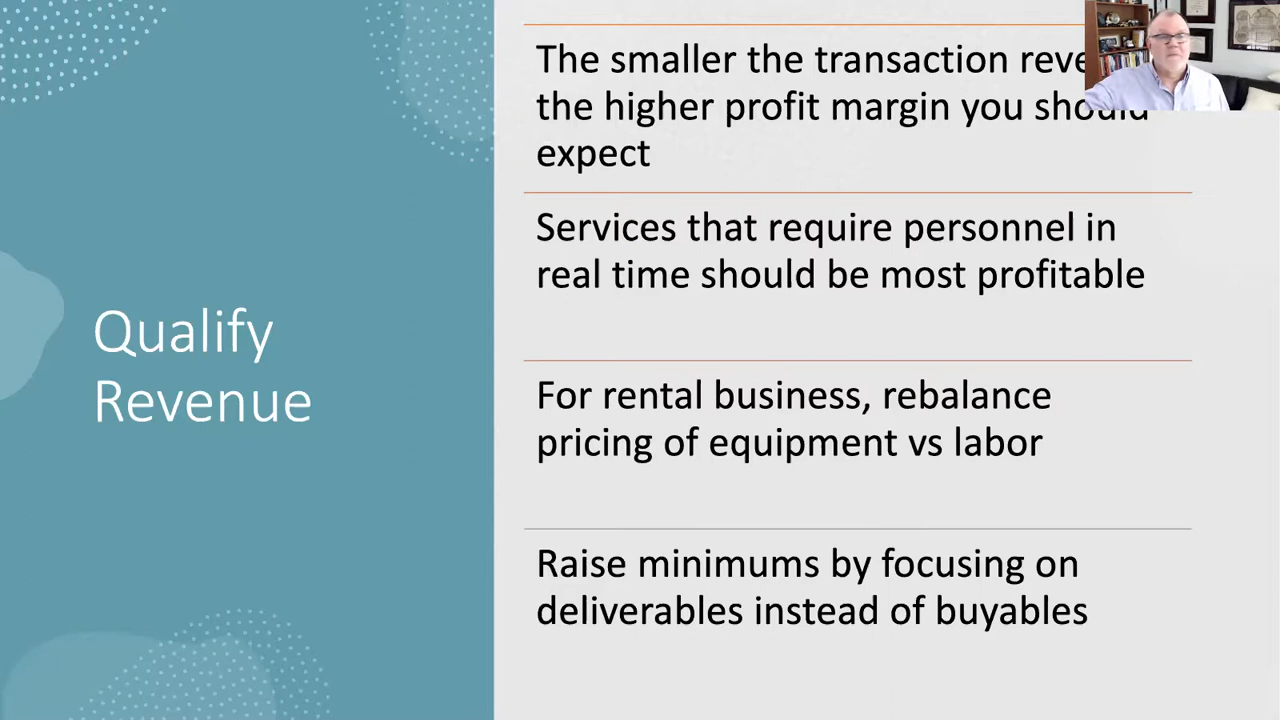 Qualify
Revenue
The smaller the transaction
the higher profit margin you should
expect
Services that require personnel in
real time should be most profitable
For rental business, rebalance
pricing of equipment vs labor
Raise minimums by focusing on
deliverables instead of buyables